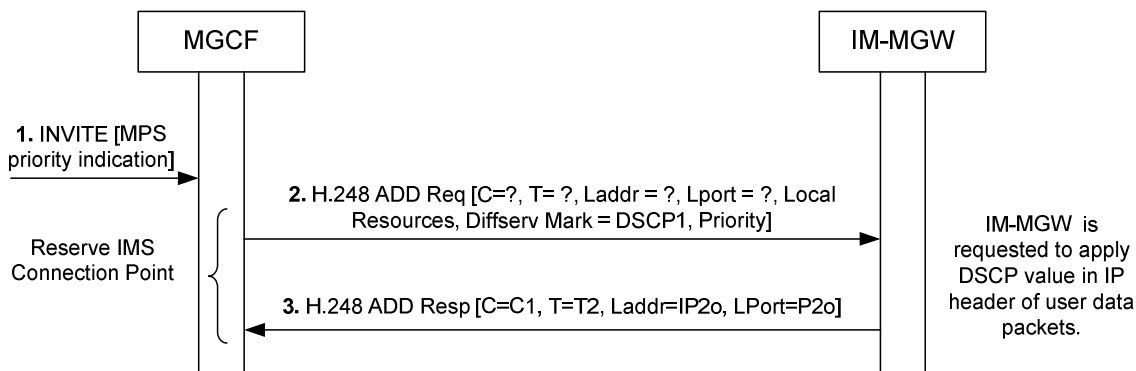 MGCF
IM-MGW
1. INVITE [MPS
priority indication]
2. H.248 ADD Req [C=?, T= ?, Laddr = ?, Lport = ?, Local
Resources, Diffserv Mark = DSCP1, Priority]
Reserve IMS
Connection Point
IM-MGW is
requested to apply
DSCP value in IP
header of user data
packets.
3. H.248 ADD Resp [C=C1, T=T2, Laddr=IP2o, LPort=P2o]